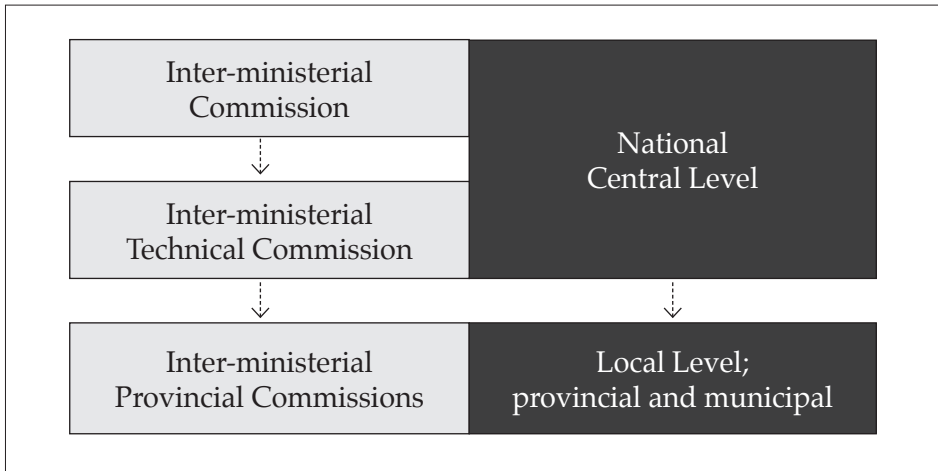 Inter-ministerial
Commission
National
Central Level
Inter-ministerial
Technical Commission
Inter-ministerial
Provincial Commissions
Local Level;
provincial and municipal